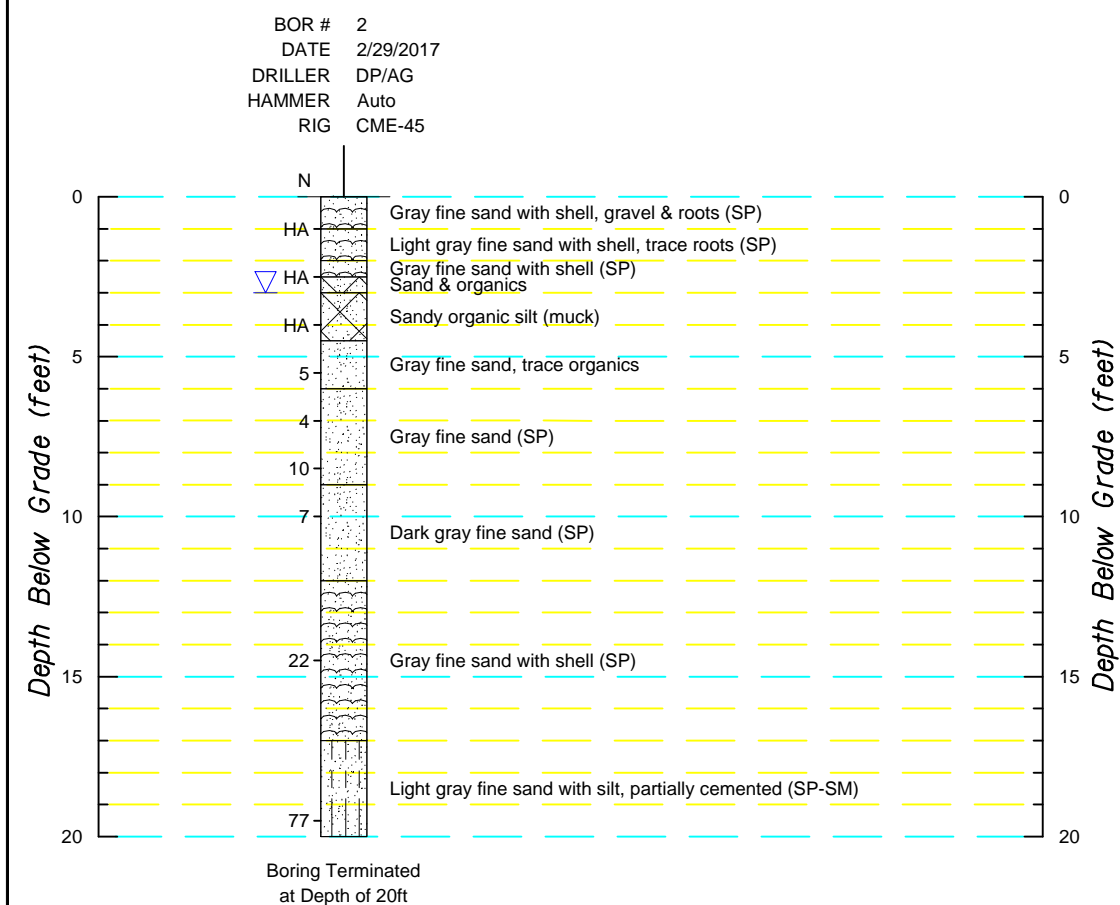 BOR # 2
DATE 2/29/2017
DRILLER DP/AG
HAMMER Auto
RIG CME-45
N
0 0
Gray fine sand with shell, gravel & roots (SP)
HA
Light gray fine sand with shell, trace roots (SP)
Gray fine sand with shell (SP)
HA
Sand & organics
HA
Sandy organic silt (muck)
5 5
Gray fine sand, trace organics
5
4
Gray fine sand (SP)
10
7
10 10
Dark gray fine sand (SP)
22
Gray fine sand with shell (SP)
15 15
Light gray fine sand with silt, partially cemented (SP-SM)
77
20 20
Depth Below Grade (feet)
Depth Below Grade (feet)
Boring Terminated
at Depth of 20ft